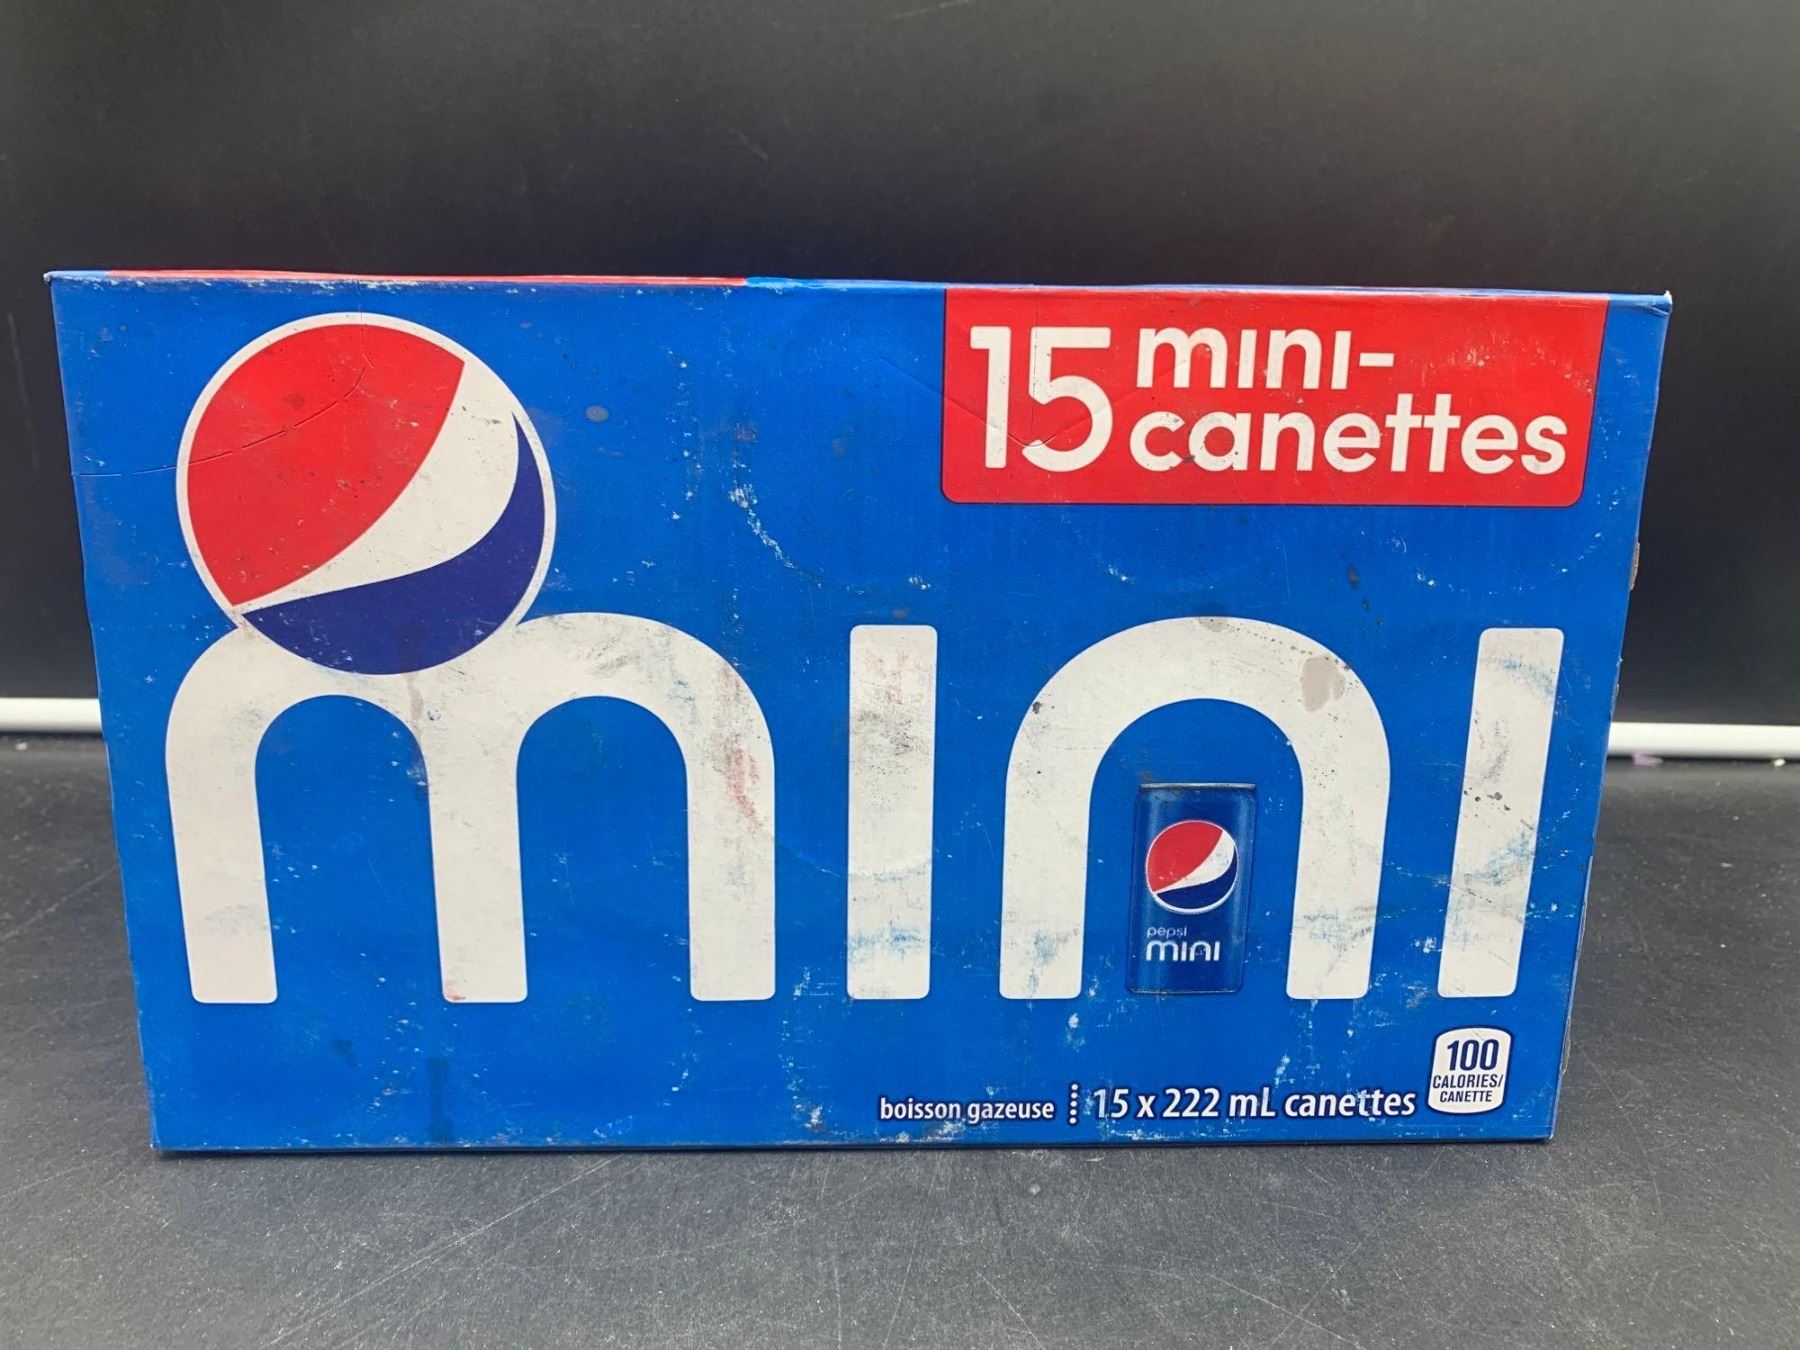 15 mini-
canettes
mini
pepsi
mini
100
CALORIES/
CANETTE
boisson gazeuse 15 x 222 mL canettes